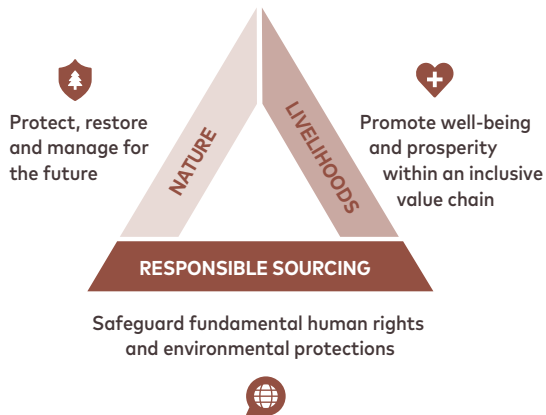 Protect, restore
and manage for
the future
NATURE
LIVELIHOODS
Promote well-being
and prosperity
within an inclusive
value chain
RESPONSIBLE SOURCING
Safeguard fundamental human rights
and environmental protections